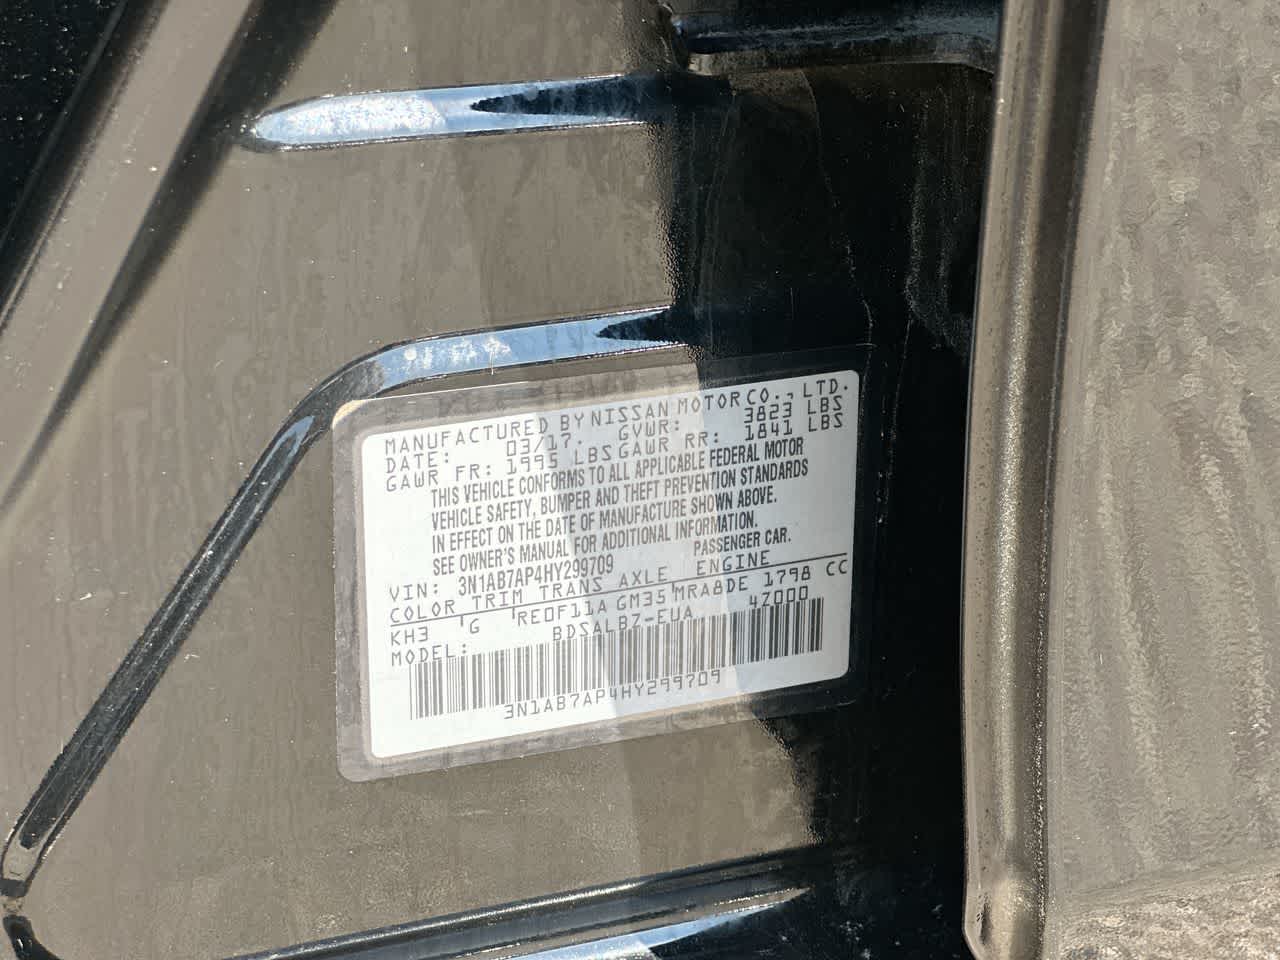 MANUFACTURED BY NISSAN MOTOR CO., LTD.
DATE: 03/17. GVWR: 3823 LBS
GAWR FR: 1995 LBS GAWR RR: 1841 LBS
THIS VEHICLE CONFORMS TO ALL APPLICABLE FEDERAL MOTOR
VEHICLE SAFETY, BUMPER AND THEFT PREVENTION STANDARDS
IN EFFECT ON THE DATE OF MANUFACTURE SHOWN ABOVE.
SEE OWNER'S MANUAL FOR ADDITIONAL INFORMATION.
VIN: 3N1AB7AP4HY299709 PASSENGER CAR.
COLOR TRIM TRANS AXLE ENGINE
KH3 G RE0F11A GM35 MRA8DE 1798 CC
MODEL: BDSALBZ-EUA 4Z000
3N1AB7AP4HY299709